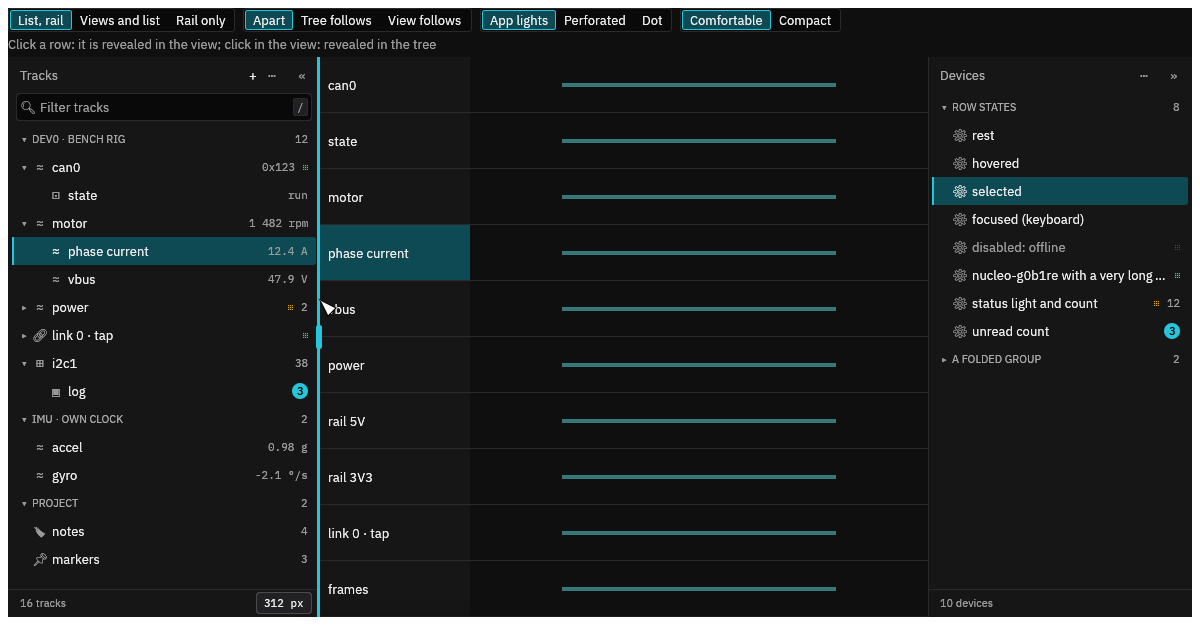 List, rail Views and list Rail only Apart Tree follows View follows App lights Perforated Dot Comfortable Compact
Click a row: it is revealed in the view; click in the view: revealed in the tree
Tracks + ··· «
Filter tracks /
DEV0 · BENCH RIG 12
can0 0x123
state run
motor 1 482 rpm
phase current 12.4 A
vbus 47.9 V
power 2
link 0 · tap
i2c1 38
log 3
IMU · OWN CLOCK 2
accel 0.98 g
gyro -2.1 °/s
PROJECT 2
notes 4
markers 3
16 tracks 312 px
can0
state
motor
phase current
bus
power
rail 5V
rail 3V3
link 0 · tap
frames
Devices ··· »
ROW STATES 8
rest
hovered
selected
focused (keyboard)
disabled: offline
nucleo-g0b1re with a very long ...
status light and count 12
unread count 3
A FOLDED GROUP 2
10 devices